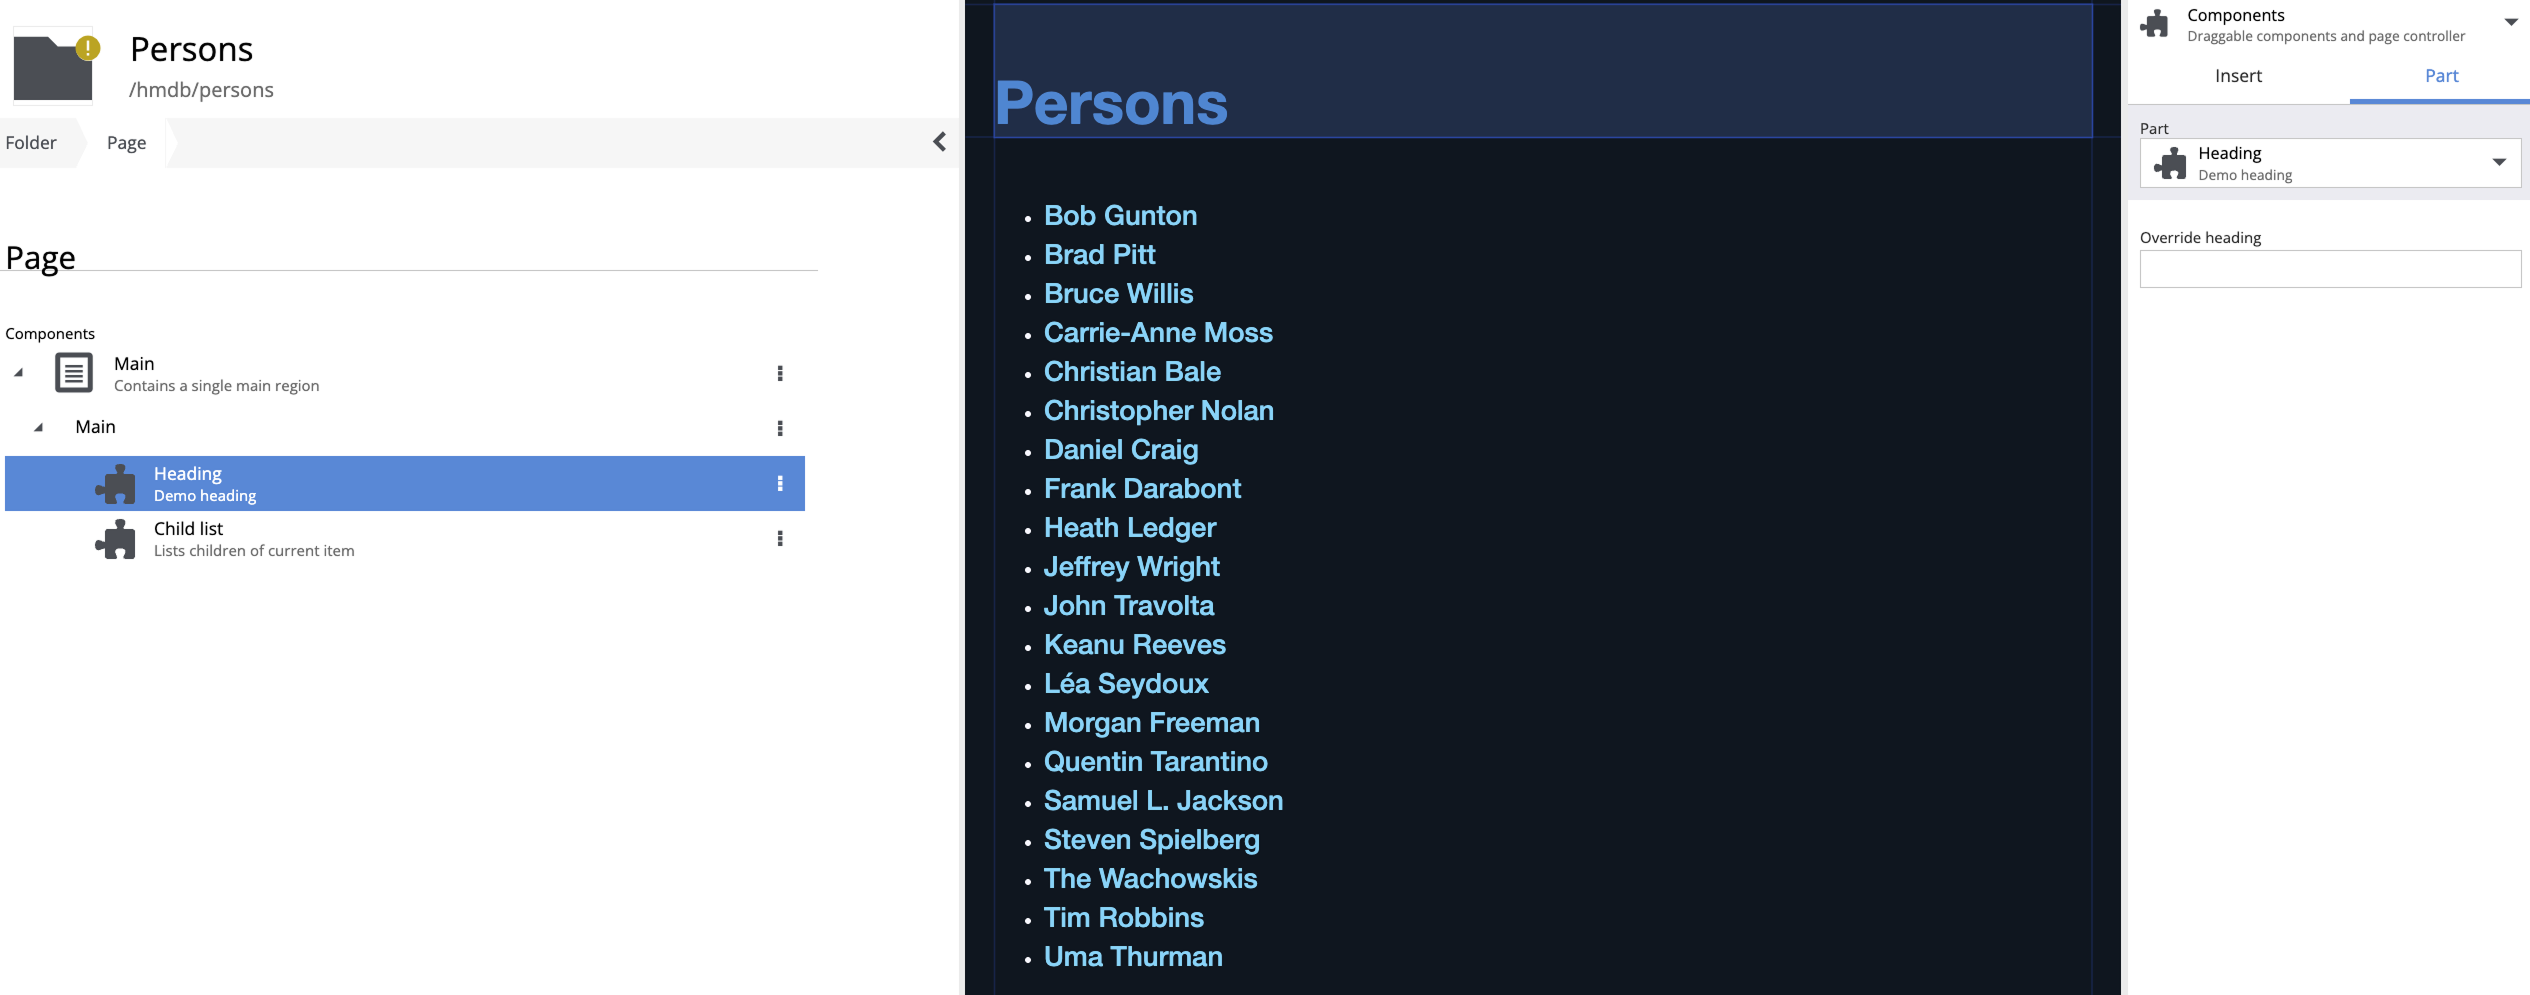 Persons
/hmdb/persons
Folder
Page
Page
Components
Main
Contains a single main region
Main
Heading
Demo heading
Child list
Lists children of current item
Persons
Bob Gunton
Brad Pitt
Bruce Willis
Carrie-Anne Moss
Christian Bale
Christopher Nolan
Daniel Craig
Frank Darabont
Heath Ledger
Jeffrey Wright
John Travolta
Keanu Reeves
Léa Seydoux
Morgan Freeman
Quentin Tarantino
Samuel L. Jackson
Steven Spielberg
The Wachowskis
Tim Robbins
Uma Thurman
Components
Draggable components and page controller
Insert
Part
Part
Heading
Demo heading
Override heading